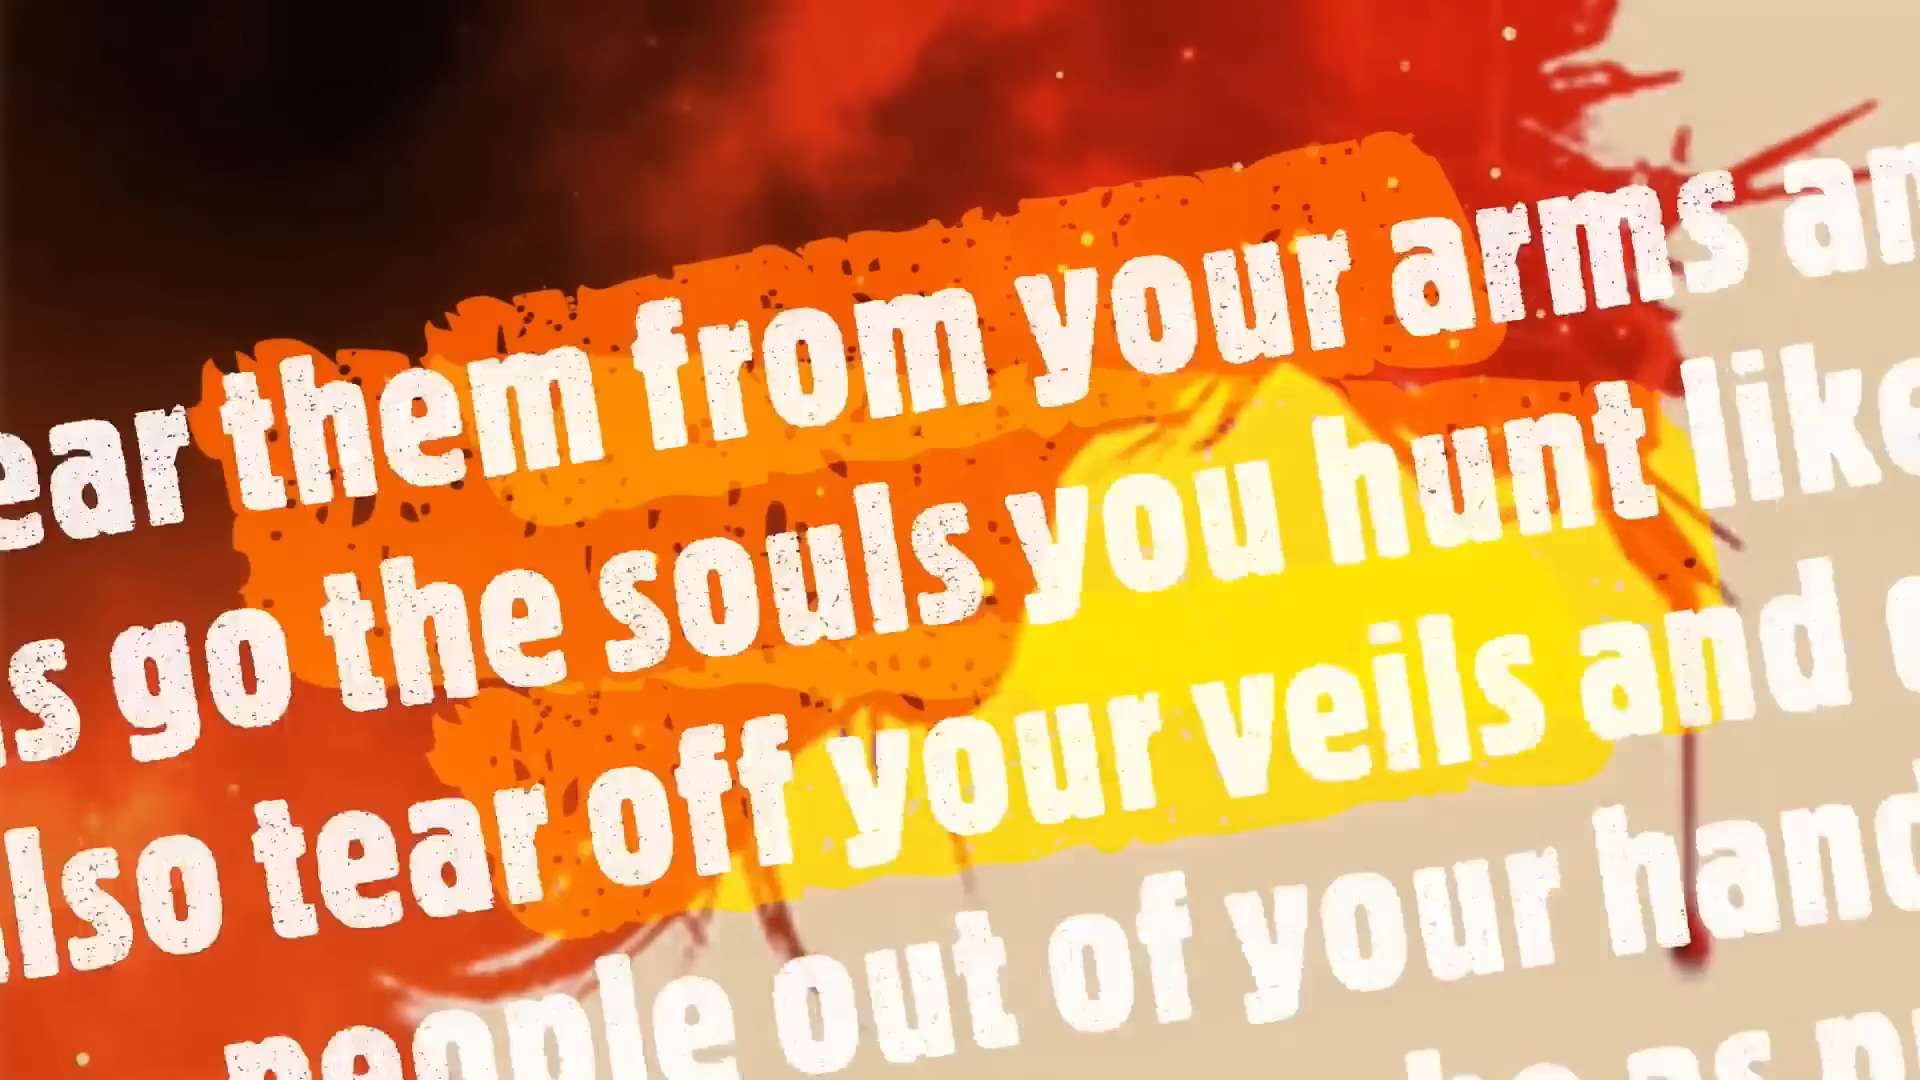 ear them from your arms an
s go the souls you hunt like
lso tear off your veils and
people out of your hand